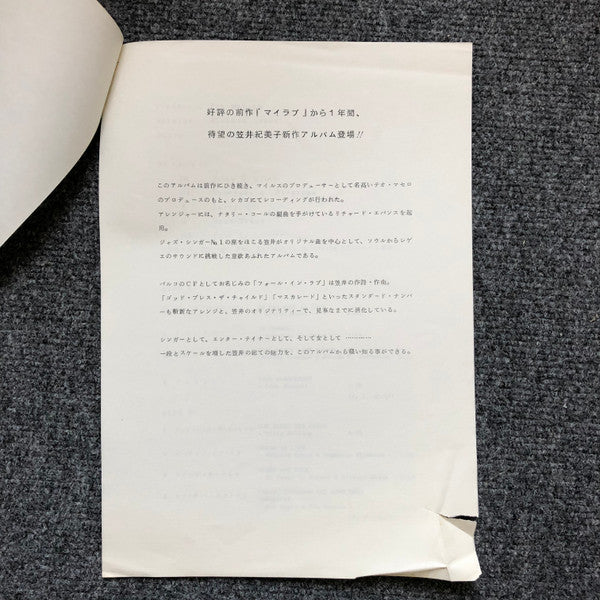 好評の前作『マイラブ』から1年間、
待望の笠井紀美子新作アルバム登場!!
このアルバムは前作にひき続き、マイルスのプロデューサーとして名高いテオ・マセロ
のプロデュースのもと、シカゴにてレコーディングが行われた。
アレンジャーには、ナタリー・コールの編曲を手がけているリチャード・エバンスを起
用。
ジャズ・シンガー№1の座をほこる笠井がオリジナル曲を中心として、ソウルからレゲ
エのサウンドに挑戦した意欲あふれたアルバムである。
パルコのCFとしておなじみの「フォール・イン・ラブ」は笠井の作詩・作曲。
「ゴッド・ブレス・ザ・チャイルド」「マスカレード」といったスタンダード・ナンバ
ーも斬新なアレンジと、笠井のオリジナリティーで、見事なまでに消化している。
シンガーとして、エンター・テイナーとして、そして女として…………
一段とスケールを増した笠井の総ての魅力を、このアルバムから窺い知る事ができる。